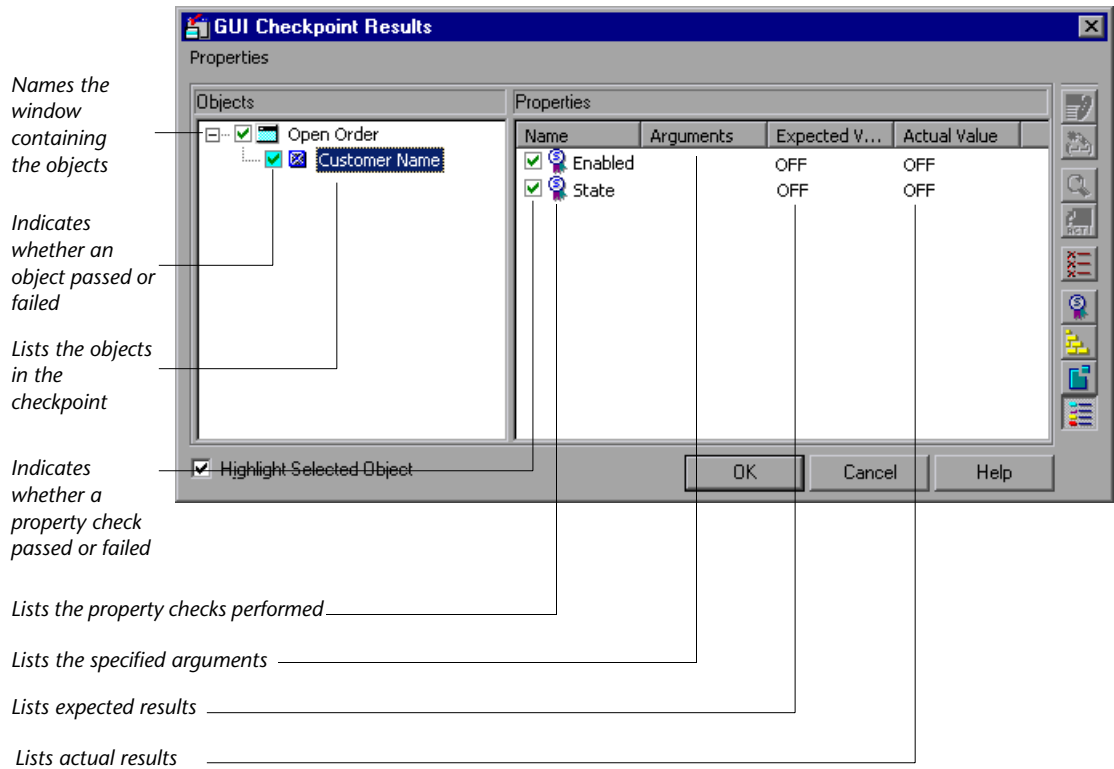 GUI Checkpoint Results
Properties
Names the
window
containing
the objects
Objects
Open Order
Customer Name
Properties
Name Arguments Expected V... Actual Value
Enabled OFF OFF
State OFF OFF
Indicates
whether an
object passed or
failed
Lists the objects
in the
checkpoint
Indicates
whether a
property check
passed or failed
Highlight Selected Object
OK Cancel Help
Lists the property checks performed
Lists the specified arguments
Lists expected results
Lists actual results